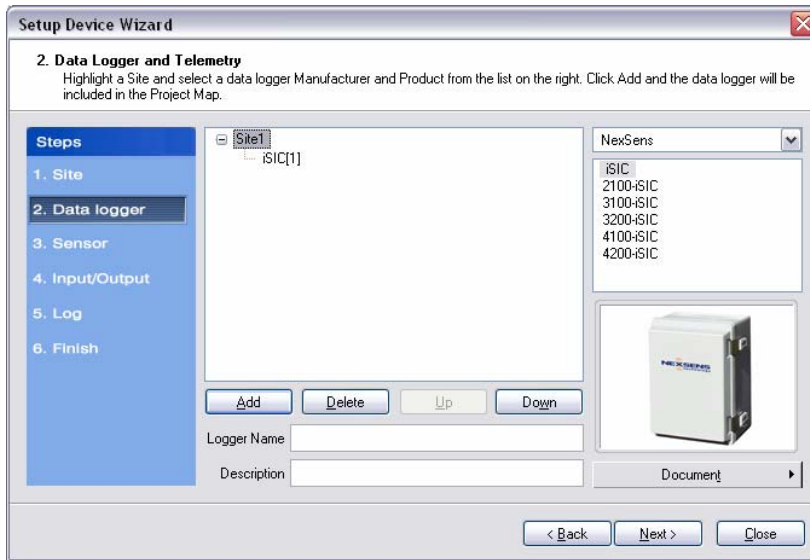 Setup Device Wizard
2. Data Logger and Telemetry
Highlight a Site and select a data logger Manufacturer and Product from the list on the right. Click Add and the data logger will be
included in the Project Map.
Steps
1. Site
2. Data logger
3. Sensor
4. Input/Output
5. Log
6. Finish
Site1
iSIC[1]
NexSens
iSIC
2100-iSIC
3100-iSIC
3200-iSIC
4100-iSIC
4200-iSIC
NEXSENS
Add
Delete
Up
Down
Logger Name
Description
Document
< Back
Next >
Close